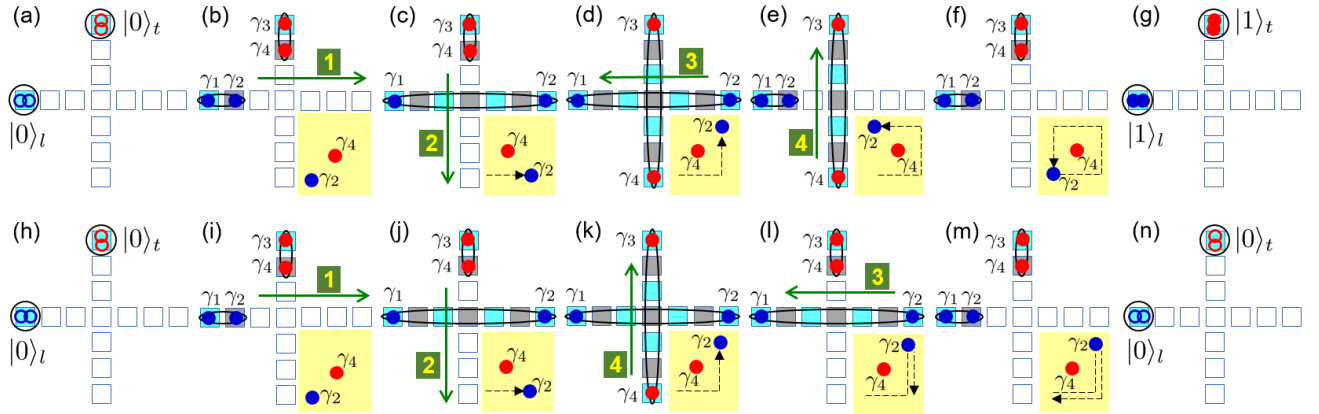 (a) |0⟩t (b) γ3 (c) γ3 (d) γ3 (e) γ3 (f) γ3 (g) |1⟩t
γ4 γ4 γ4
γ1 γ2 1 γ1 γ2 γ1 3 γ2 γ1 γ2 γ1 γ2
|0⟩l 2 4 |1⟩l
γ4 γ4 γ2 γ2 γ4
γ2 γ2 γ4 γ4 γ2
γ4 γ4
(h) |0⟩t (i) γ3 (j) γ3 (k) γ3 (l) γ3 (m) γ3 (n) |0⟩t
γ4 γ4 γ4 γ4
γ1 γ2 1 γ1 γ2 γ1 γ2 γ1 3 γ2 γ1 γ2
|0⟩l 2 4 |0⟩l
γ4 γ4 γ2 γ2 γ2
γ2 γ2 γ4 γ4 γ4
γ4